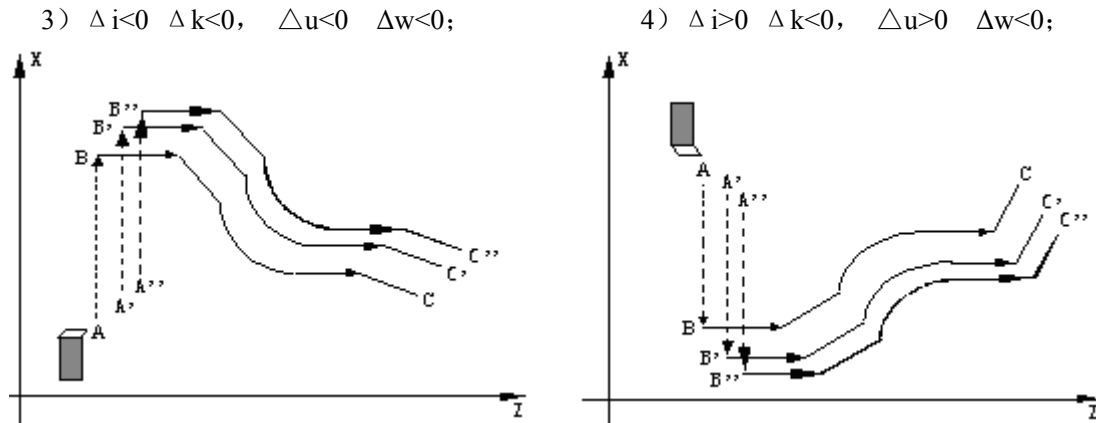 3）Δi<0 Δk<0， △u<0 Δw<0；
4）Δi>0 Δk<0， △u>0 Δw<0；
X
B’’
B’
B
A’’
A’
A
C’’
C’
C
Z
X
A
A’
A’’
C
C’
C’’
B
B’
B’’
Z